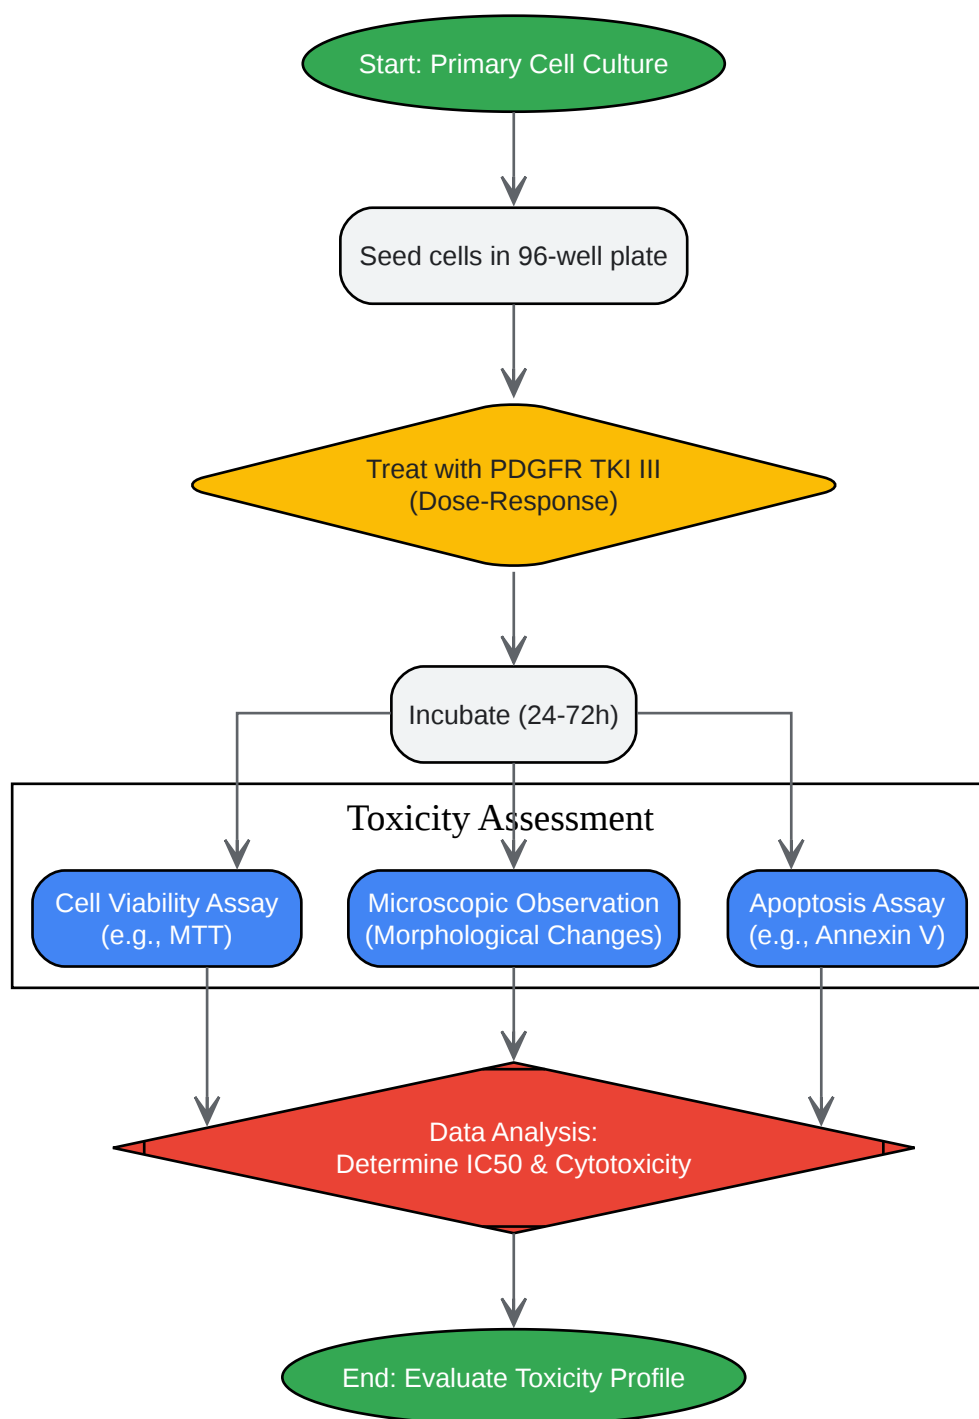 Start: Primary Cell Culture
Seed cells in 96-well plate
Treat with PDGFR TKI III
(Dose-Response)
Incubate (24-72h)
Toxicity Assessment
Cell Viability Assay
(e.g., MTT)
Microscopic Observation
(Morphological Changes)
Apoptosis Assay
(e.g., Annexin V)
Data Analysis:
Determine IC50 & Cytotoxicity
End: Evaluate Toxicity Profile